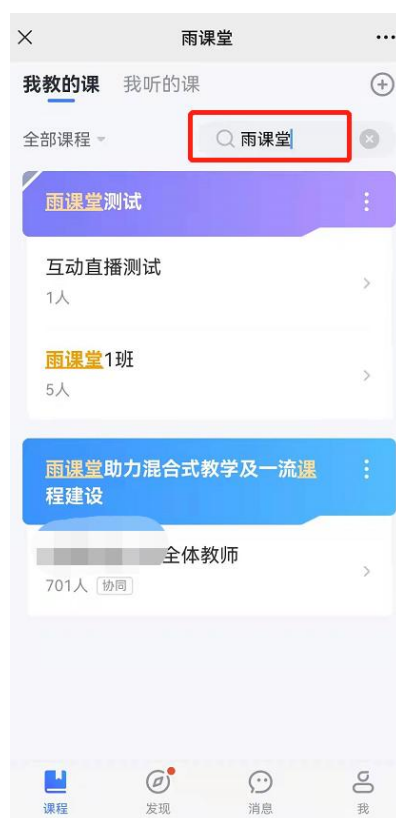 雨课堂
我教的课 我听的课
全部课程 雨课堂
雨课堂测试
互动直播测试
1人
雨课堂1班
5人
雨课堂助力混合式教学及一流课
程建设
全体教师
701人 协同
课程 发现 消息 我